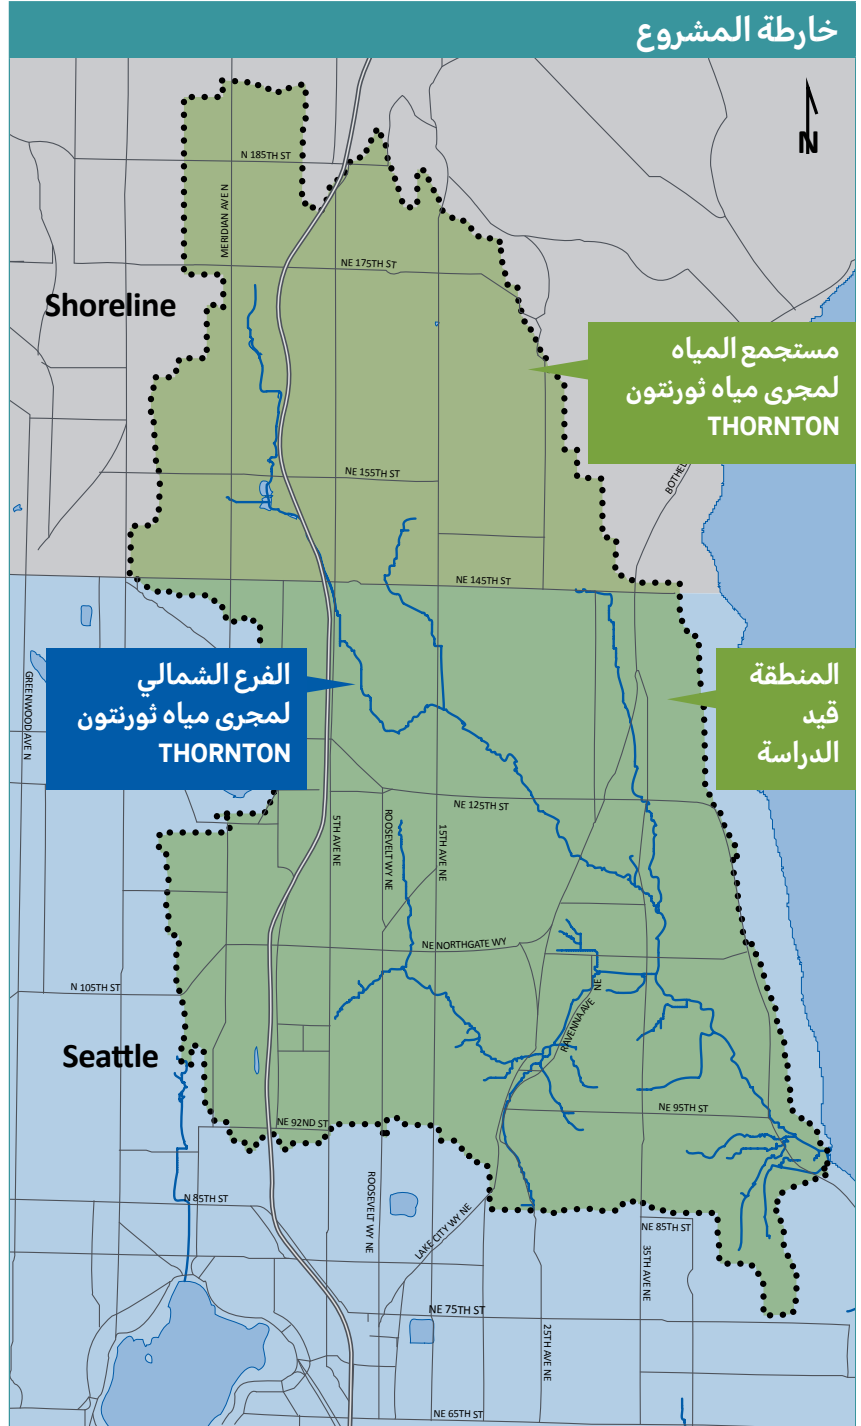 خارطة المشروع
N
N 185TH ST
MERIDIAN AVE N
NE 175TH ST
Shoreline
مستجمع المياه
لمجرى مياه ثورنتون
THORNTON
NE 155TH ST
NE 145TH ST
الفرع الشمالي
لمجرى مياه ثورنتون
THORNTON
المنطقة
قيد
الدراسة
GREENWOOD AVE N
NE 125TH ST
5TH AVE NE
ROOSEVELT WY NE
15TH AVE NE
NE NORTHGATE WY
N 105TH ST
RAVENNA AVE NE
Seattle
NE 95TH ST
NE 92ND ST
N 85TH ST
ROOSEVELT WY NE
LAKE CITY WY NE
NE 85TH ST
35TH AVE NE
NE 75TH ST
25TH AVE NE
NE 65TH ST